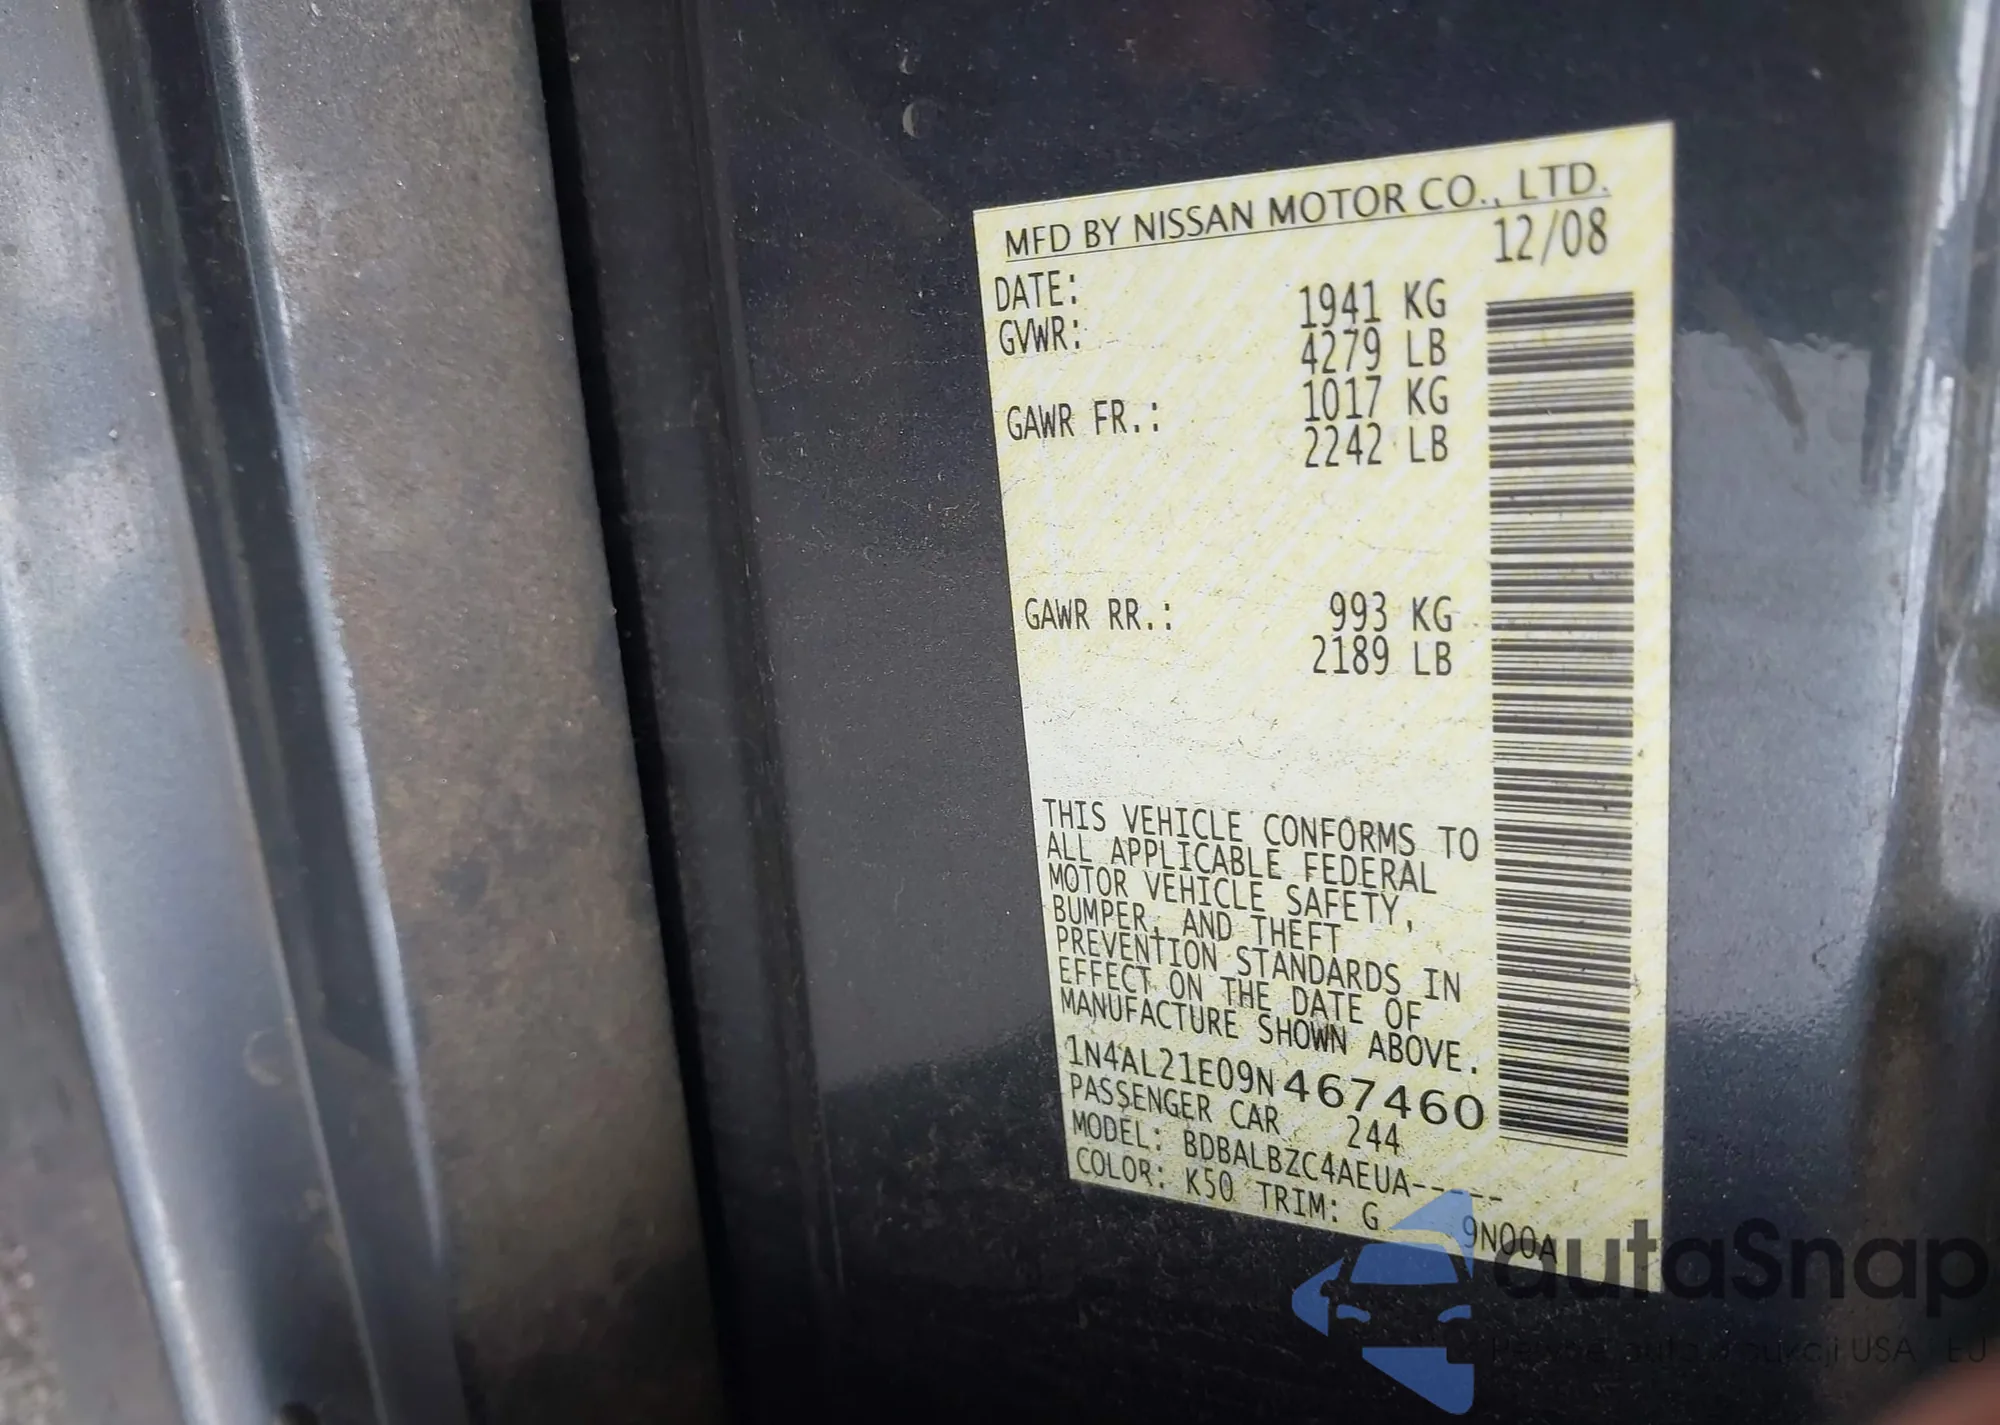 MFD BY NISSAN MOTOR CO., LTD.
DATE: 12/08
GVWR: 1941 KG
4279 LB
GAWR FR.: 1017 KG
2242 LB
GAWR RR.: 993 KG
2189 LB
THIS VEHICLE CONFORMS TO
ALL APPLICABLE FEDERAL
MOTOR VEHICLE SAFETY,
BUMPER, AND THEFT
PREVENTION STANDARDS IN
EFFECT ON THE DATE OF
MANUFACTURE SHOWN ABOVE.
1N4AL21E09N467460
PASSENGER CAR 244
MODEL: BDBALBZC4AEUA-----
COLOR: K50 TRIM: G 9N00A
autaSnap
USA